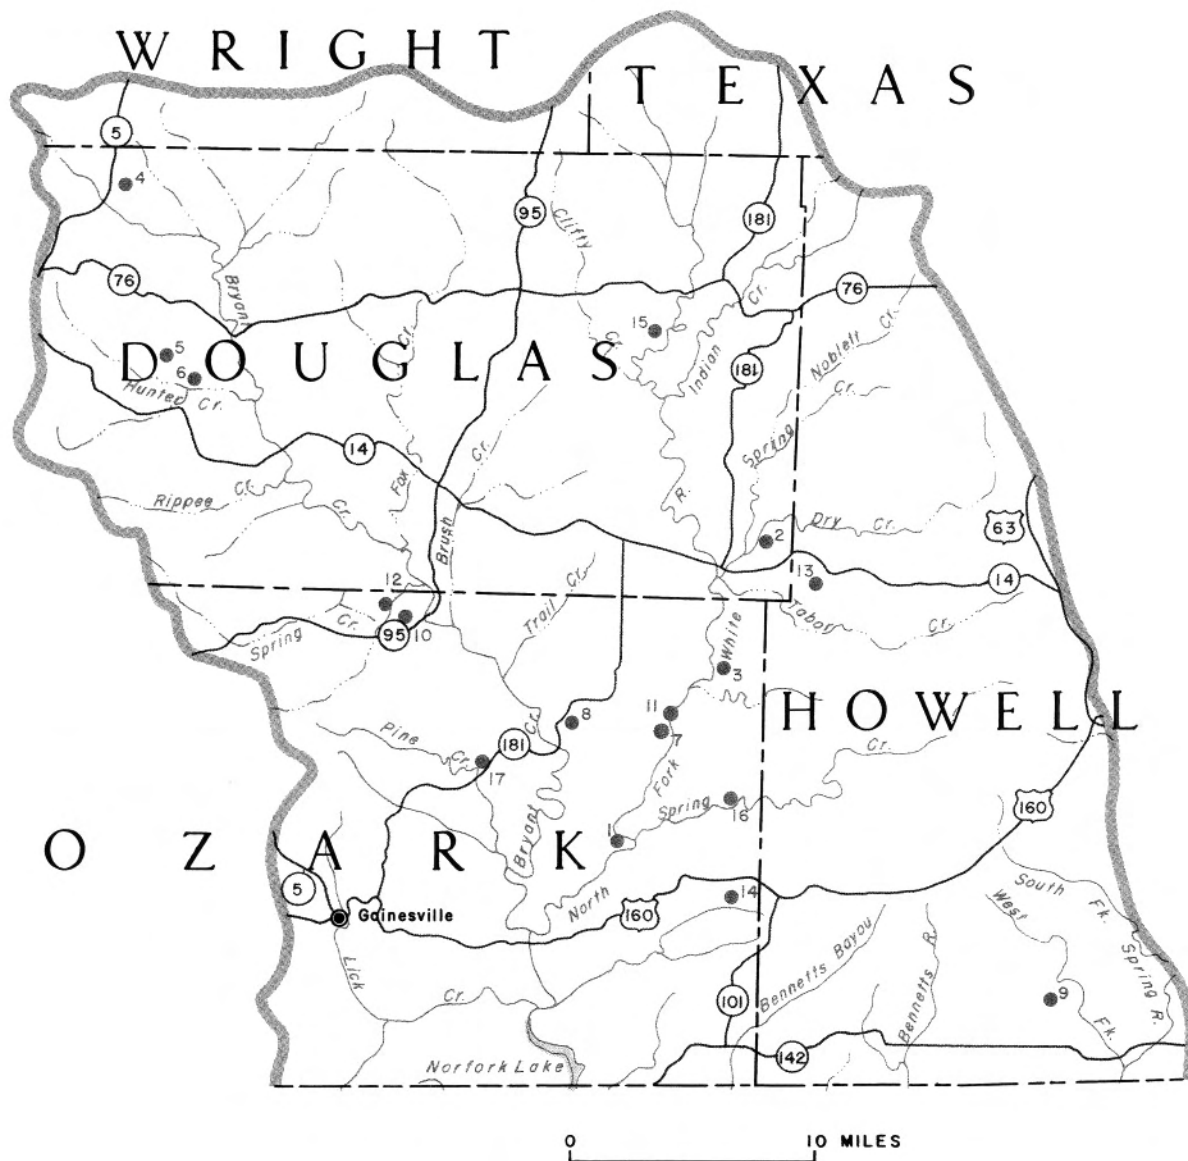 WRIGHT
TEXAS
5
4
95
Clifty
181
76
Bryant
Cr.
Cr.
76
Cr.
15
Cr.
Indian
Noblett
5
DOUGLAS
181
6
Hunter Cr.
Cr.
Spring
14
Cr.
Fox
Rippee Cr.
Cr.
Brush
R.
Dry Cr.
63
2
12
13
14
10
Trail Cr.
Tabor Cr.
Spring Cr.
95
White
3
HOWELL
11
8
7
Pine Cr.
Cr.
181
17
Cr.
Fork
Spring
16
160
1
OZARK
Bryant
5
Gainesville
North
160
14
South Fk.
West
Spring R.
Bennetts Bayou
Bennetts R.
Lick
Cr.
101
9
Fk.
Norfork Lake
142
0 10 MILES